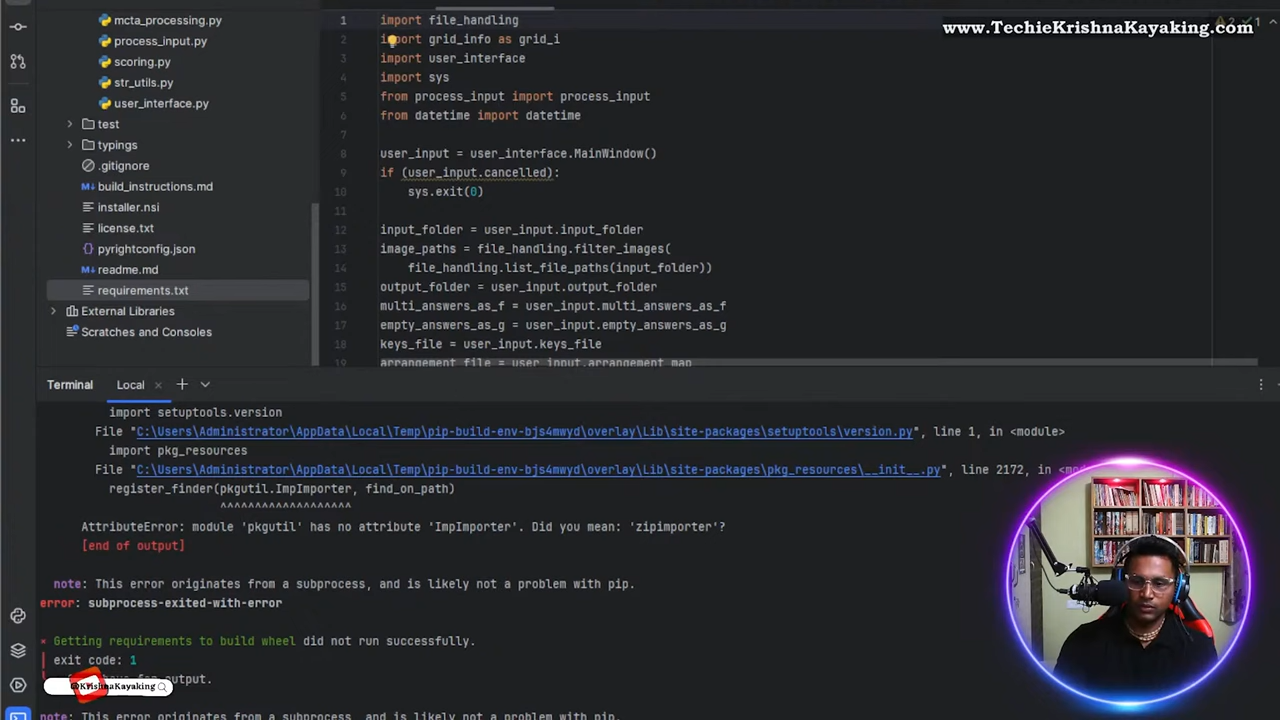 mcta_processing.py
process_input.py
scoring.py
str_utils.py
user_interface.py
test
typings
.gitignore
build_instructions.md
installer.nsi
license.txt
pyrightconfig.json
readme.md
requirements.txt
External Libraries
Scratches and Consoles
1 import file_handling
2 import grid_info as grid_i
3 import user_interface
4 import sys
5 from process_input import process_input
6 from datetime import datetime
7
8 user_input = user_interface.MainWindow()
9 if (user_input.cancelled):
10 sys.exit(0)
11
12 input_folder = user_input.input_folder
13 image_paths = file_handling.filter_images(
14 file_handling.list_file_paths(input_folder))
15 output_folder = user_input.output_folder
16 multi_answers_as_f = user_input.multi_answers_as_f
17 empty_answers_as_g = user_input.empty_answers_as_g
18 keys_file = user_input.keys_file
19 arrangement_file = user_input.arrangement_map
2 1
www.TechieKrishnaKayaking.com
Terminal Local
import setuptools.version
File "C:\Users\Administrator\AppData\Local\Temp\pip-build-env-bjs4mwyd\overlay\Lib\site-packages\setuptools\version.py", line 1, in <module>
import pkg_resources
File "C:\Users\Administrator\AppData\Local\Temp\pip-build-env-bjs4mwyd\overlay\Lib\site-packages\pkg_resources\__init__.py", line 2172, in
register_finder(pkgutil.ImpImporter, find_on_path)
^^^^^^^^^^^^^^^^^^^
AttributeError: module 'pkgutil' has no attribute 'ImpImporter'. Did you mean: 'zipimporter'?
[end of output]
note: This error originates from a subprocess, and is likely not a problem with pip.
error: subprocess-exited-with-error
× Getting requirements to build wheel did not run successfully.
exit code: 1
output.
@KrishnaKayaking
note: This error originates from a subprocess, and is likely not a problem with pip.